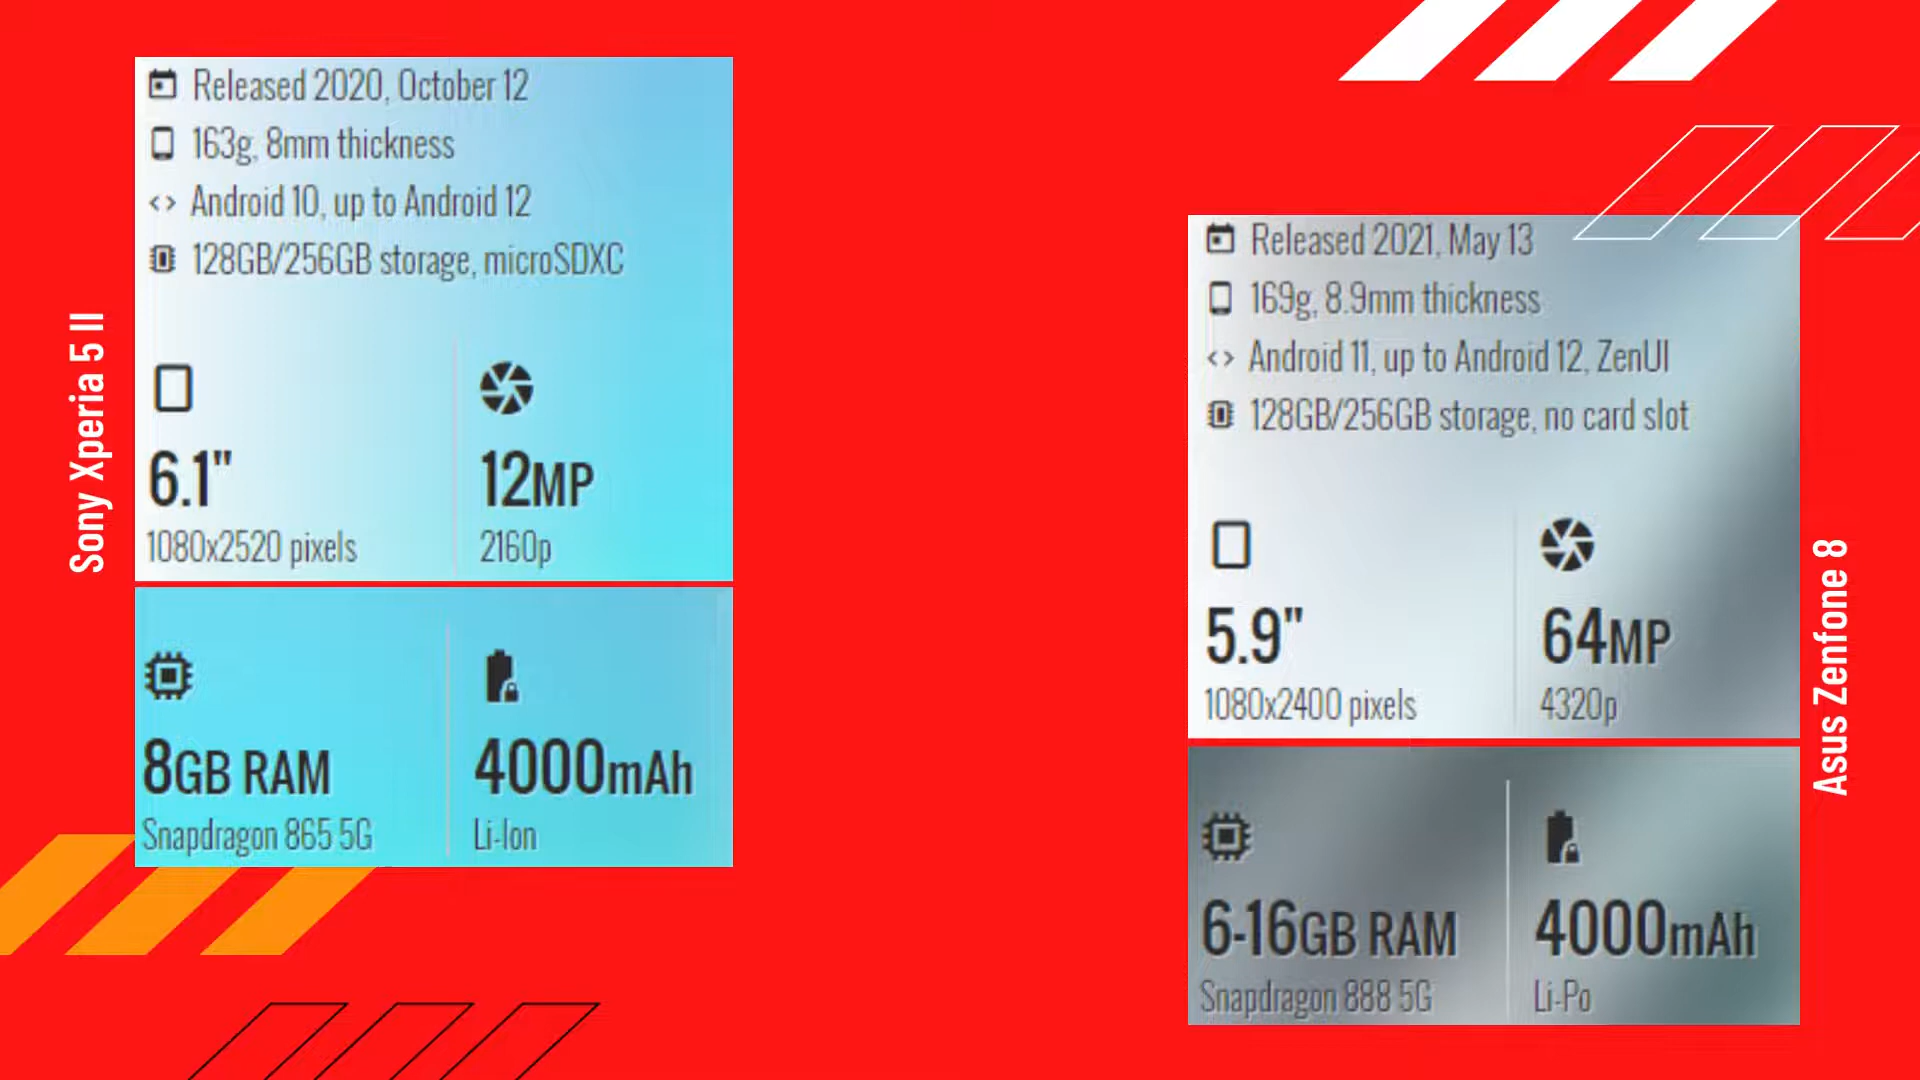 Sony Xperia 5 II
Released 2020, October 12
163g, 8mm thickness
Android 10, up to Android 12
128GB/256GB storage, microSDXC
6.1"
1080x2520 pixels
12MP
2160p
8GB RAM
Snapdragon 865 5G
4000mAh
Li-Ion
Asus Zenfone 8
Released 2021, May 13
169g, 8.9mm thickness
Android 11, up to Android 12, ZenUI
128GB/256GB storage, no card slot
5.9"
1080x2400 pixels
64MP
4320p
6-16GB RAM
Snapdragon 888 5G
4000mAh
Li-Po